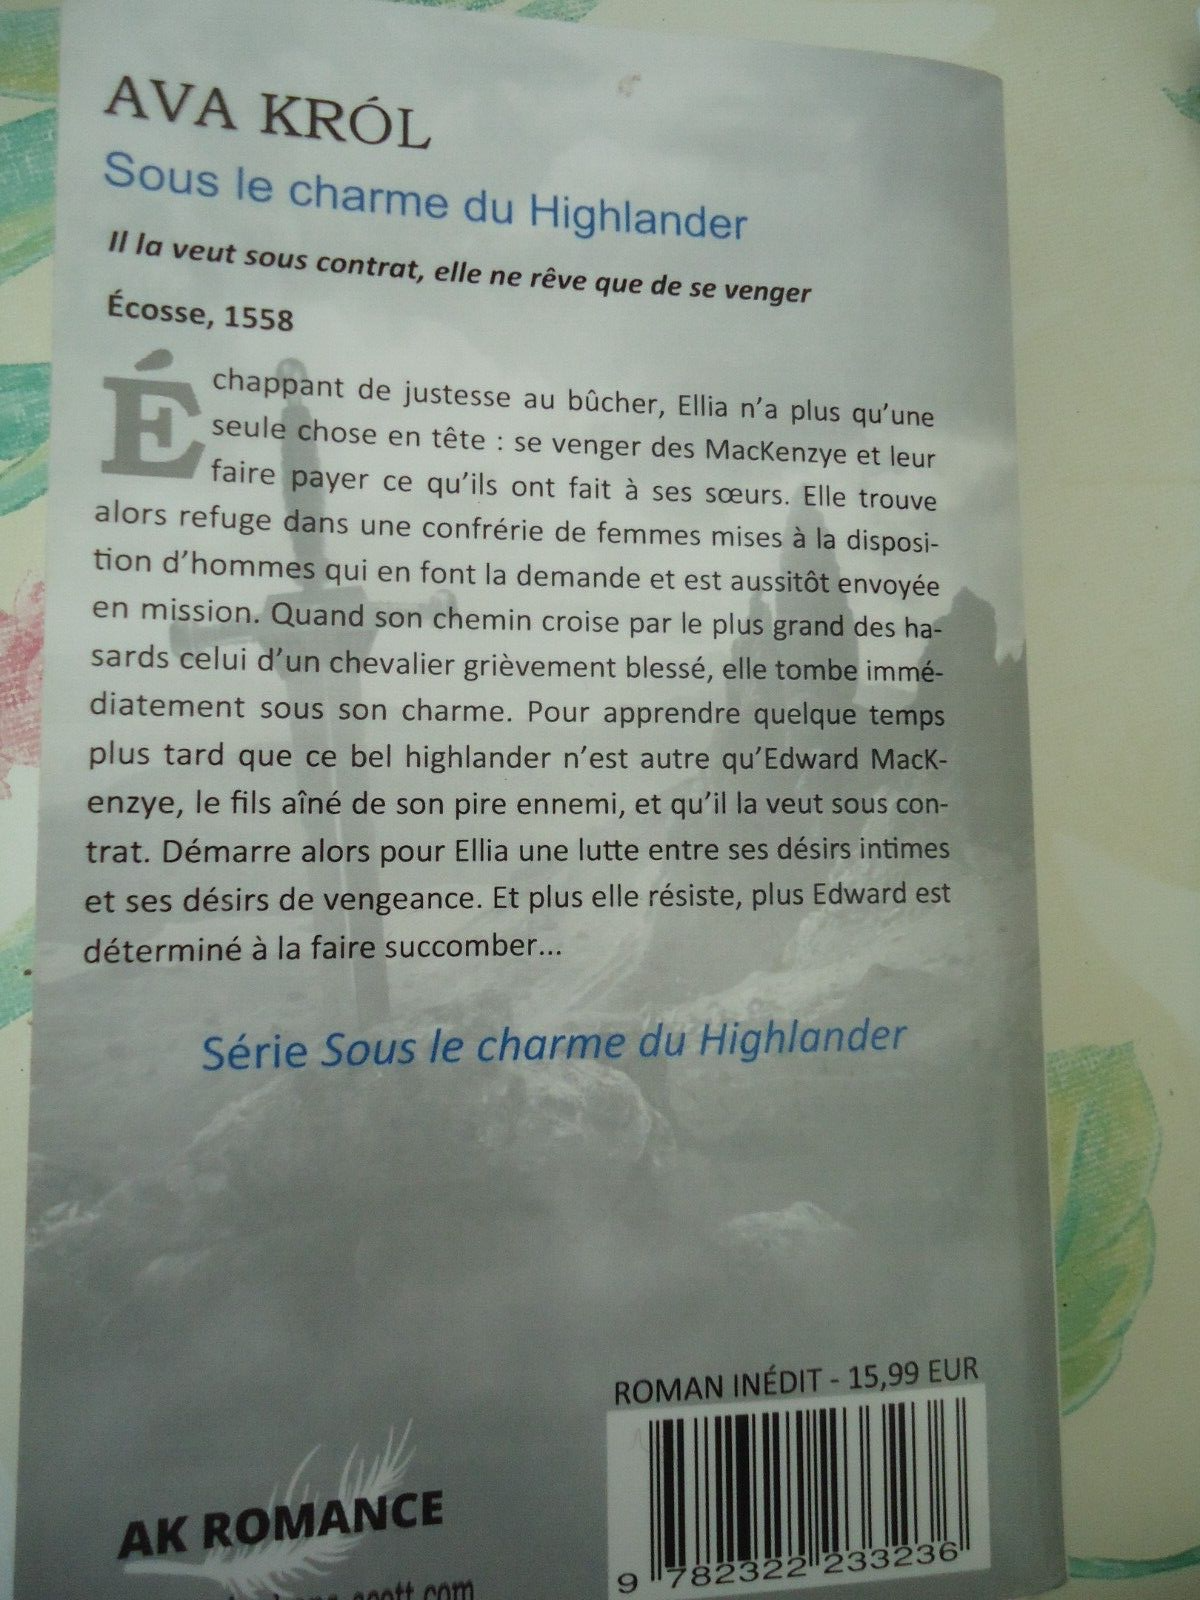 AVA KRÓL
Sous le charme du Highlander
Il la veut sous contrat, elle ne rêve que de se venger
Écosse, 1558
Échappant de justesse au bûcher, Ellia n’a plus qu’une
seule chose en tête : se venger des MacKenzye et leur
faire payer ce qu’ils ont fait à ses sœurs. Elle trouve
alors refuge dans une confrérie de femmes mises à la disposi-
tion d’hommes qui en font la demande et est aussitôt envoyée
en mission. Quand son chemin croise par le plus grand des ha-
sards celui d’un chevalier grièvement blessé, elle tombe immé-
diatement sous son charme. Pour apprendre quelque temps
plus tard que ce bel highlander n’est autre qu’Edward MacK-
enzye, le fils aîné de son pire ennemi, et qu’il la veut sous con-
trat. Démarre alors pour Ellia une lutte entre ses désirs intimes
et ses désirs de vengeance. Et plus elle résiste, plus Edward est
déterminé à la faire succomber...
Série Sous le charme du Highlander
ROMAN INÉDIT - 15,99 EUR
AK ROMANCE
9 782322 233236